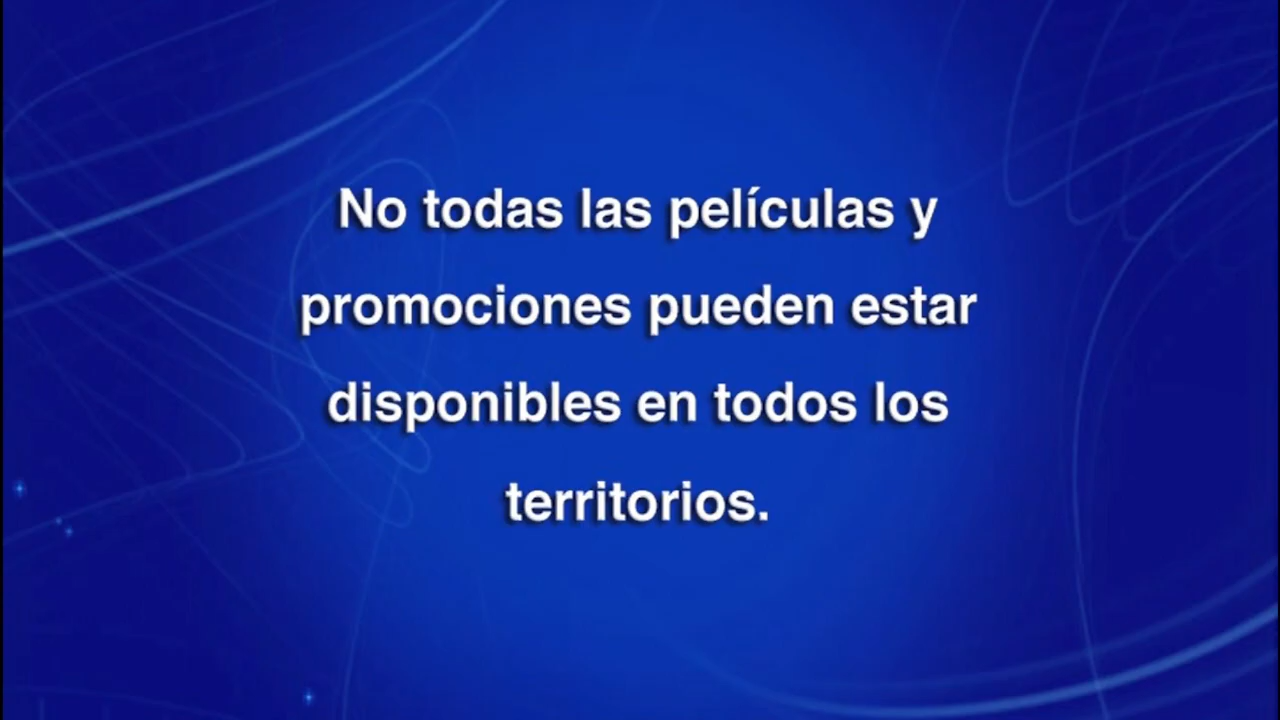 No todas las películas y
promociones pueden estar
disponibles en todos los
territorios.